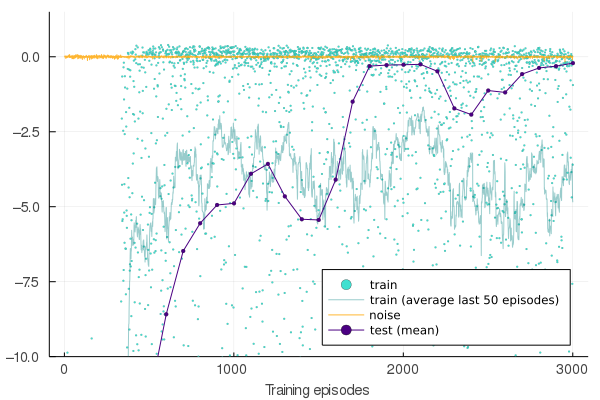 0.0
−2.5
−5.0
−7.5
−10.0
0
1000
2000
3000
Training episodes
train
train (average last 50 episodes)
noise
test (mean)